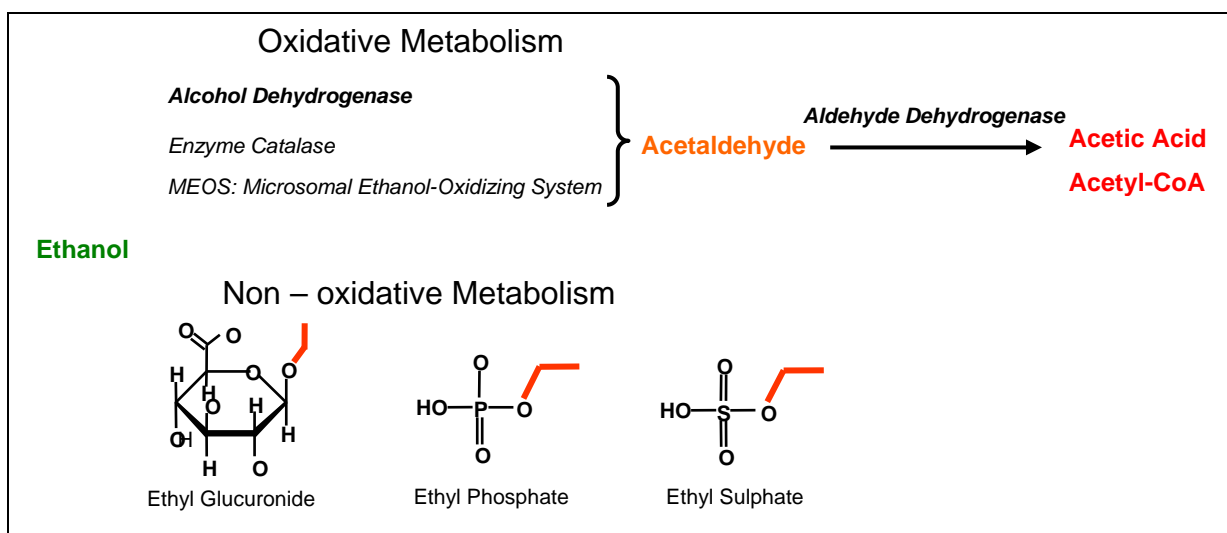 Oxidative Metabolism
Alcohol Dehydrogenase
Enzyme Catalase
MEOS: Microsomal Ethanol-Oxidizing System
Acetaldehyde
Aldehyde Dehydrogenase
Acetic Acid
Acetyl-CoA
Ethanol
Non – oxidative Metabolism
O O
H O O
H H
O H
OH H
H O
Ethyl Glucuronide
O
HO P O
O
Ethyl Phosphate
O
HO S O
O
Ethyl Sulphate